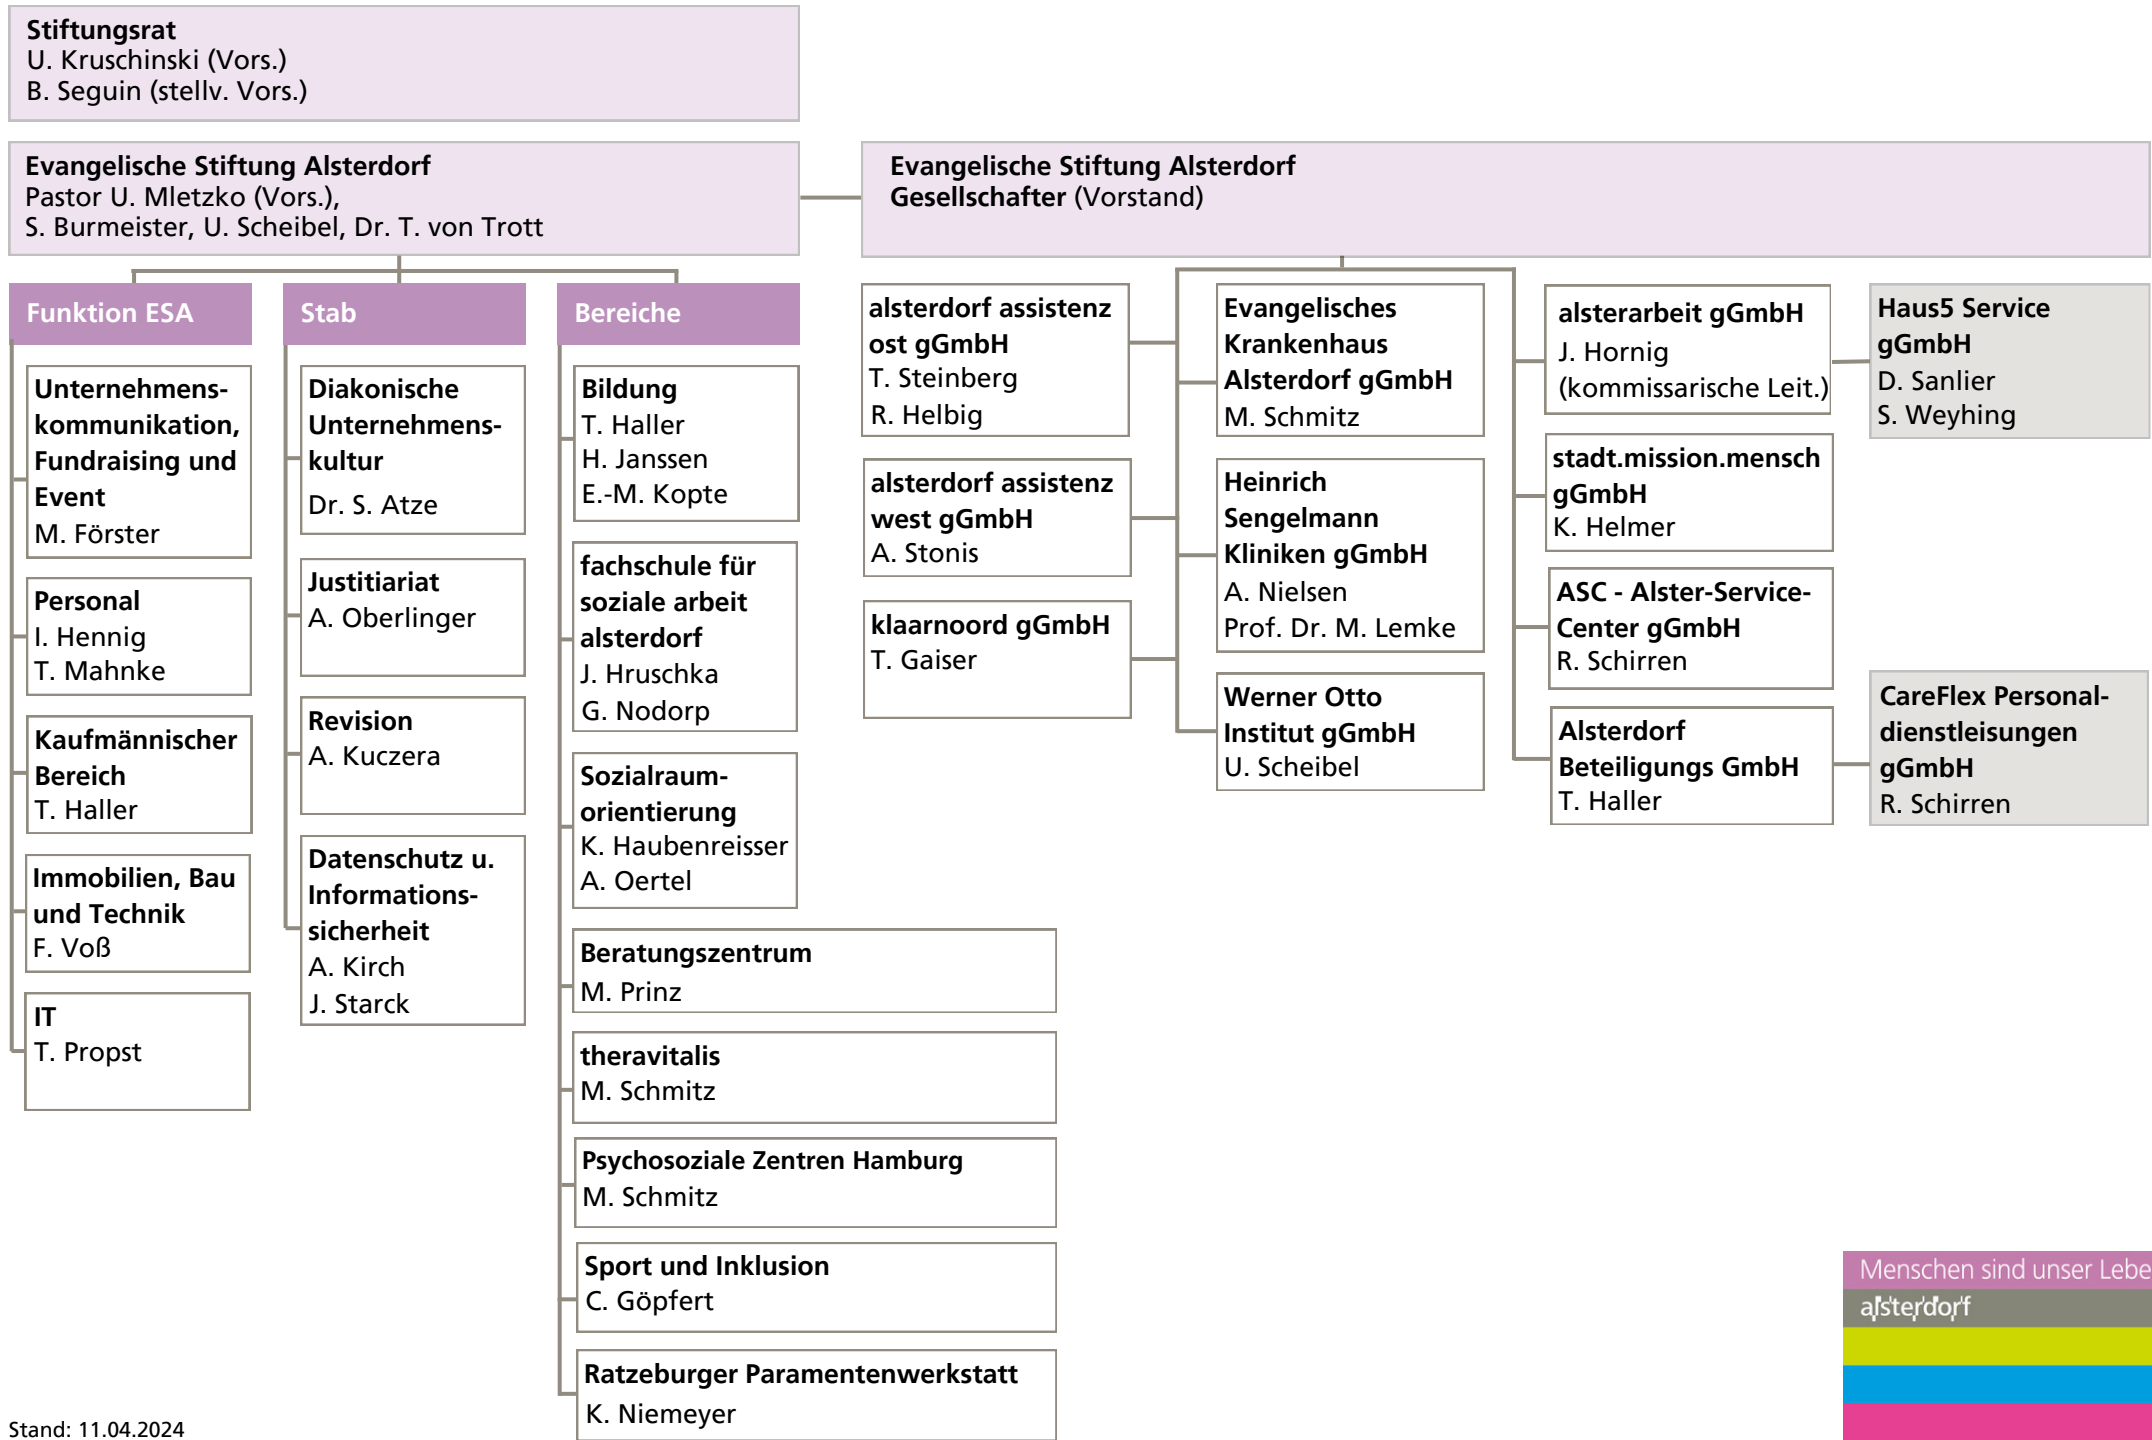 Stiftungsrat
U. Kruschinski (Vors.)
B. Seguin (stellv. Vors.)
Evangelische Stiftung Alsterdorf
Pastor U. Mletzko (Vors.),
S. Burmeister, U. Scheibel, Dr. T. von Trott
Evangelische Stiftung Alsterdorf
Gesellschafter (Vorstand)
Funktion ESA
Unternehmens-
kommunikation,
Fundraising und
Event
M. Förster
Personal
I. Hennig
T. Mahnke
Kaufmännischer
Bereich
T. Haller
Immobilien, Bau
und Technik
F. Voß
IT
T. Propst
Stab
Diakonische
Unternehmens-
kultur
Dr. S. Atze
Justitiariat
A. Oberlinger
Revision
A. Kuczera
Datenschutz u.
Informations-
sicherheit
A. Kirch
J. Starck
Bereiche
Bildung
T. Haller
H. Janssen
E.-M. Kopte
fachschule für
soziale arbeit
alsterdorf
J. Hruschka
G. Nodorp
Sozialraum-
orientierung
K. Haubenreisser
A. Oertel
Beratungszentrum
M. Prinz
theravitalis
M. Schmitz
Psychosoziale Zentren Hamburg
M. Schmitz
Sport und Inklusion
C. Göpfert
Ratzeburger Paramentenwerkstatt
K. Niemeyer
alsterdorf assistenz
ost gGmbH
T. Steinberg
R. Helbig
alsterdorf assistenz
west gGmbH
A. Stonis
klaarnoord gGmbH
T. Gaiser
Evangelisches
Krankenhaus
Alsterdorf gGmbH
M. Schmitz
Heinrich
Sengelmann
Kliniken gGmbH
A. Nielsen
Prof. Dr. M. Lemke
Werner Otto
Institut gGmbH
U. Scheibel
alsterarbeit gGmbH
J. Hornig
(kommissarische Leit.)
stadt.mission.mensch
gGmbH
K. Helmer
ASC - Alster-Service-
Center gGmbH
R. Schirren
Alsterdorf
Beteiligungs GmbH
T. Haller
Haus5 Service
gGmbH
D. Sanlier
S. Weyhing
CareFlex Personal-
dienstleisungen
gGmbH
R. Schirren
Menschen sind unser Lebe
alsterdorf
Stand: 11.04.2024